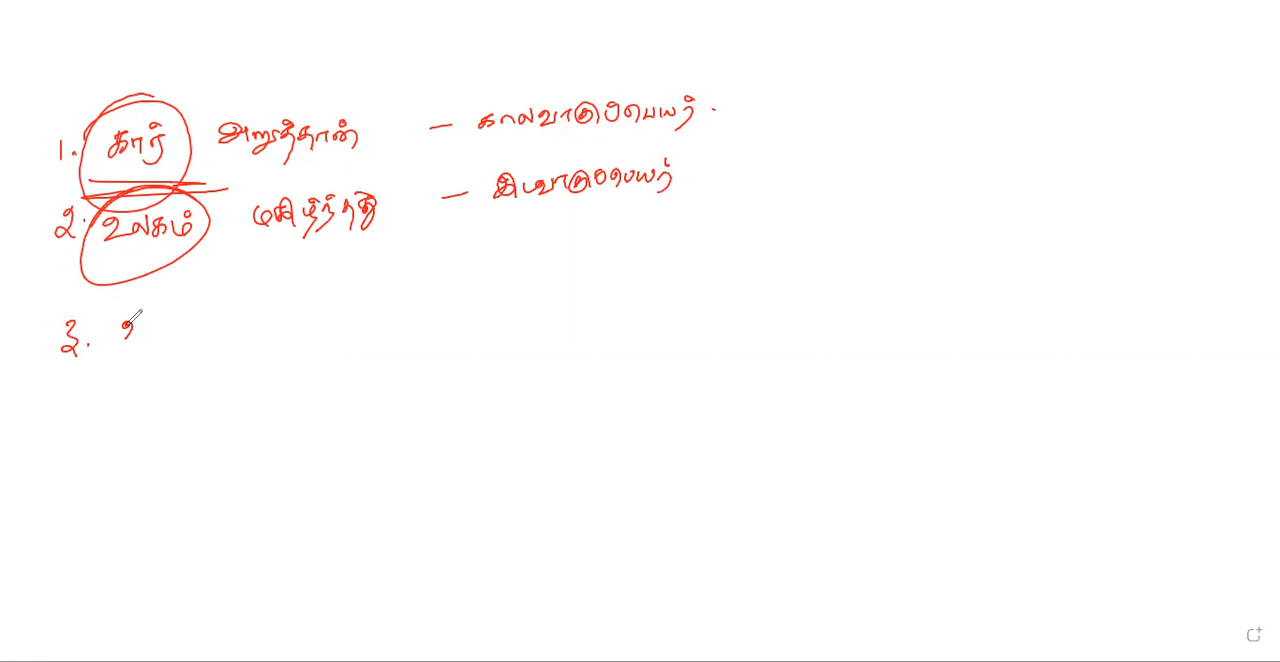 1. கார் அறுத்தான் – காலவாகுபெயர்.
2. உலகம் மகிழ்ந்தது – இடவாகுபெயர்
3.